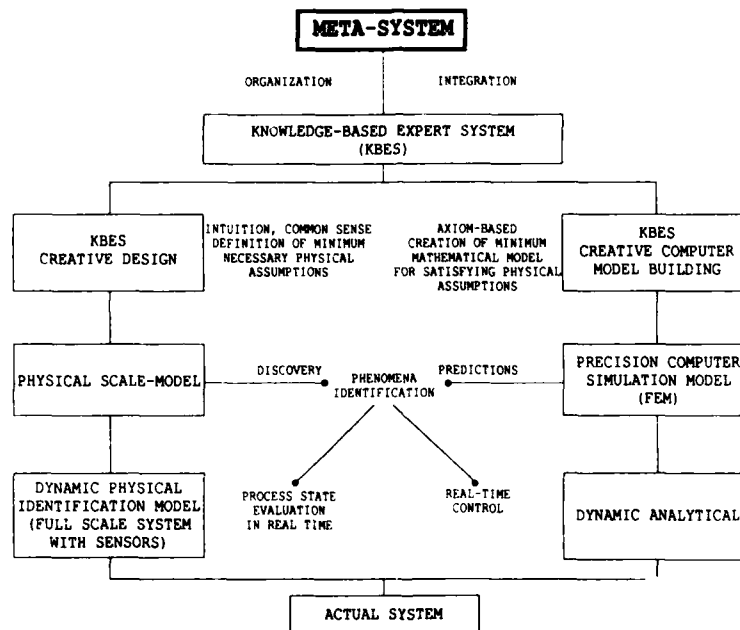 META-SYSTEM
ORGANIZATION
INTEGRATION
KNOWLEDGE-BASED EXPERT SYSTEM
(KBES)
KBES
CREATIVE DESIGN
INTUITION, COMMON SENSE
DEFINITION OF MINIMUM
NECESSARY PHYSICAL
ASSUMPTIONS
AXIOM-BASED
CREATION OF MINIMUM
MATHEMATICAL MODEL
FOR SATISFYING PHYSICAL
ASSUMPTIONS
KBES
CREATIVE COMPUTER
MODEL BUILDING
PHYSICAL SCALE-MODEL
DISCOVERY
PHENOMENA
IDENTIFICATION
PREDICTIONS
PRECISION COMPUTER
SIMULATION MODEL
(FEM)
DYNAMIC PHYSICAL
IDENTIFICATION MODEL
(FULL SCALE SYSTEM
WITH SENSORS)
PROCESS STATE
EVALUATION
IN REAL TIME
REAL-TIME
CONTROL
DYNAMIC ANALYTICAL
ACTUAL SYSTEM